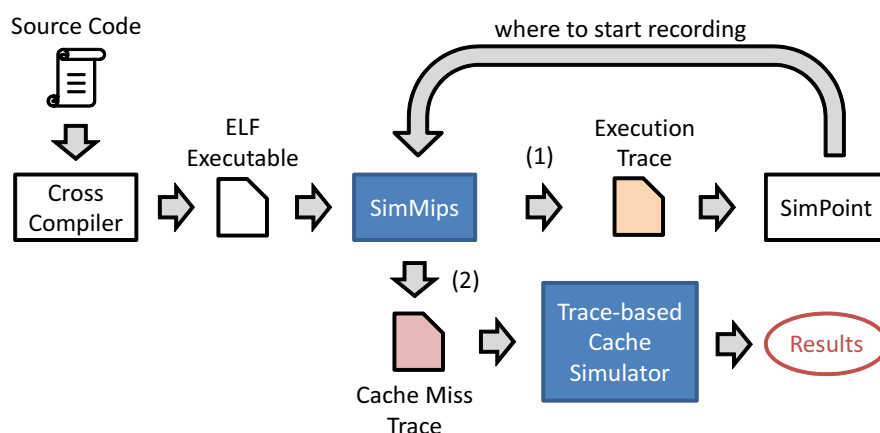 Source Code
where to start recording
ELF
Executable
(1)
Execution
Trace
Cross
Compiler
SimMips
SimPoint
(2)
Trace-based
Cache
Simulator
Results
Cache Miss
Trace